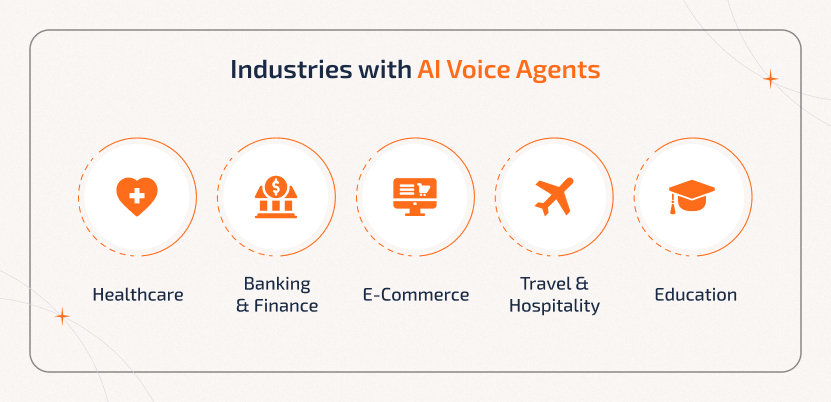 Industries with AI Voice Agents
Healthcare
Banking
& Finance
E-Commerce
Travel &
Hospitality
Education